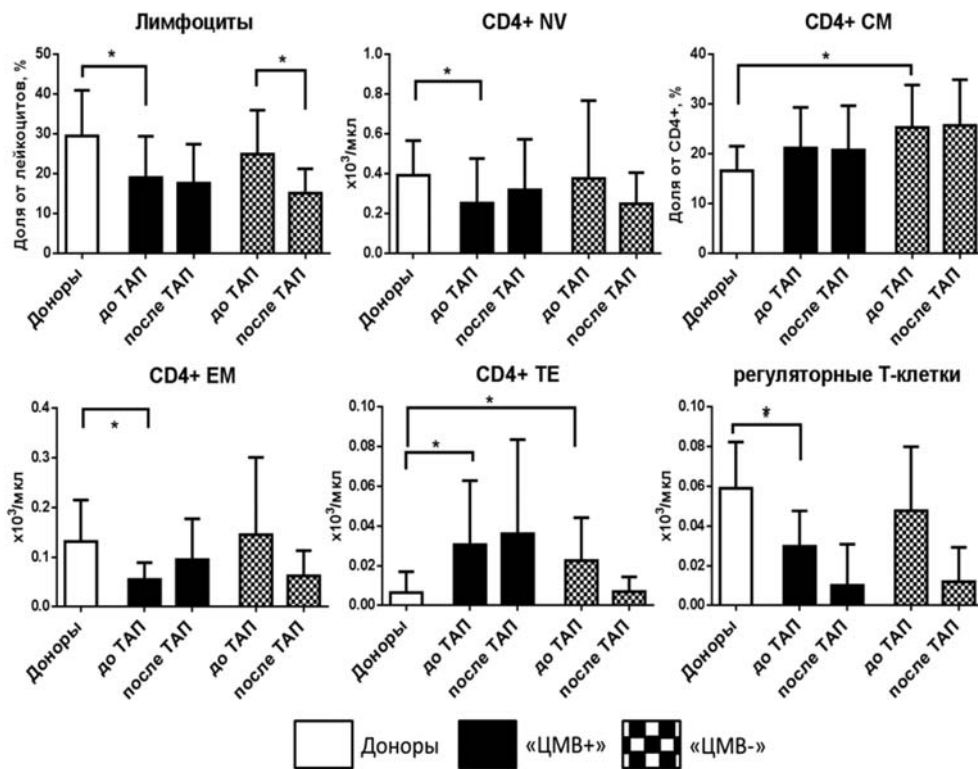 Лимфоциты
Доля от лейкоцитов, %
50
40
30
20
10
0
*
*
Доноры
до ТАП
после ТАП
до ТАП
после ТАП
CD4+ NV
x10³/мкл
1.0
0.8
0.6
0.4
0.2
0.0
*
Доноры
до ТАП
после ТАП
до ТАП
после ТАП
CD4+ CM
Доля от CD4+, %
40
30
20
10
0
*
Доноры
до ТАП
после ТАП
до ТАП
после ТАП
CD4+ EM
x10³/мкл
0.4
0.3
0.2
0.1
0.0
*
Доноры
до ТАП
после ТАП
до ТАП
после ТАП
CD4+ TE
x10³/мкл
0.10
0.08
0.06
0.04
0.02
0.00
*
*
Доноры
до ТАП
после ТАП
до ТАП
после ТАП
регуляторные Т-клетки
x10³/мкл
0.10
0.08
0.06
0.04
0.02
0.00
*
Доноры
до ТАП
после ТАП
до ТАП
после ТАП
Доноры «ЦМВ+» «ЦМВ-»